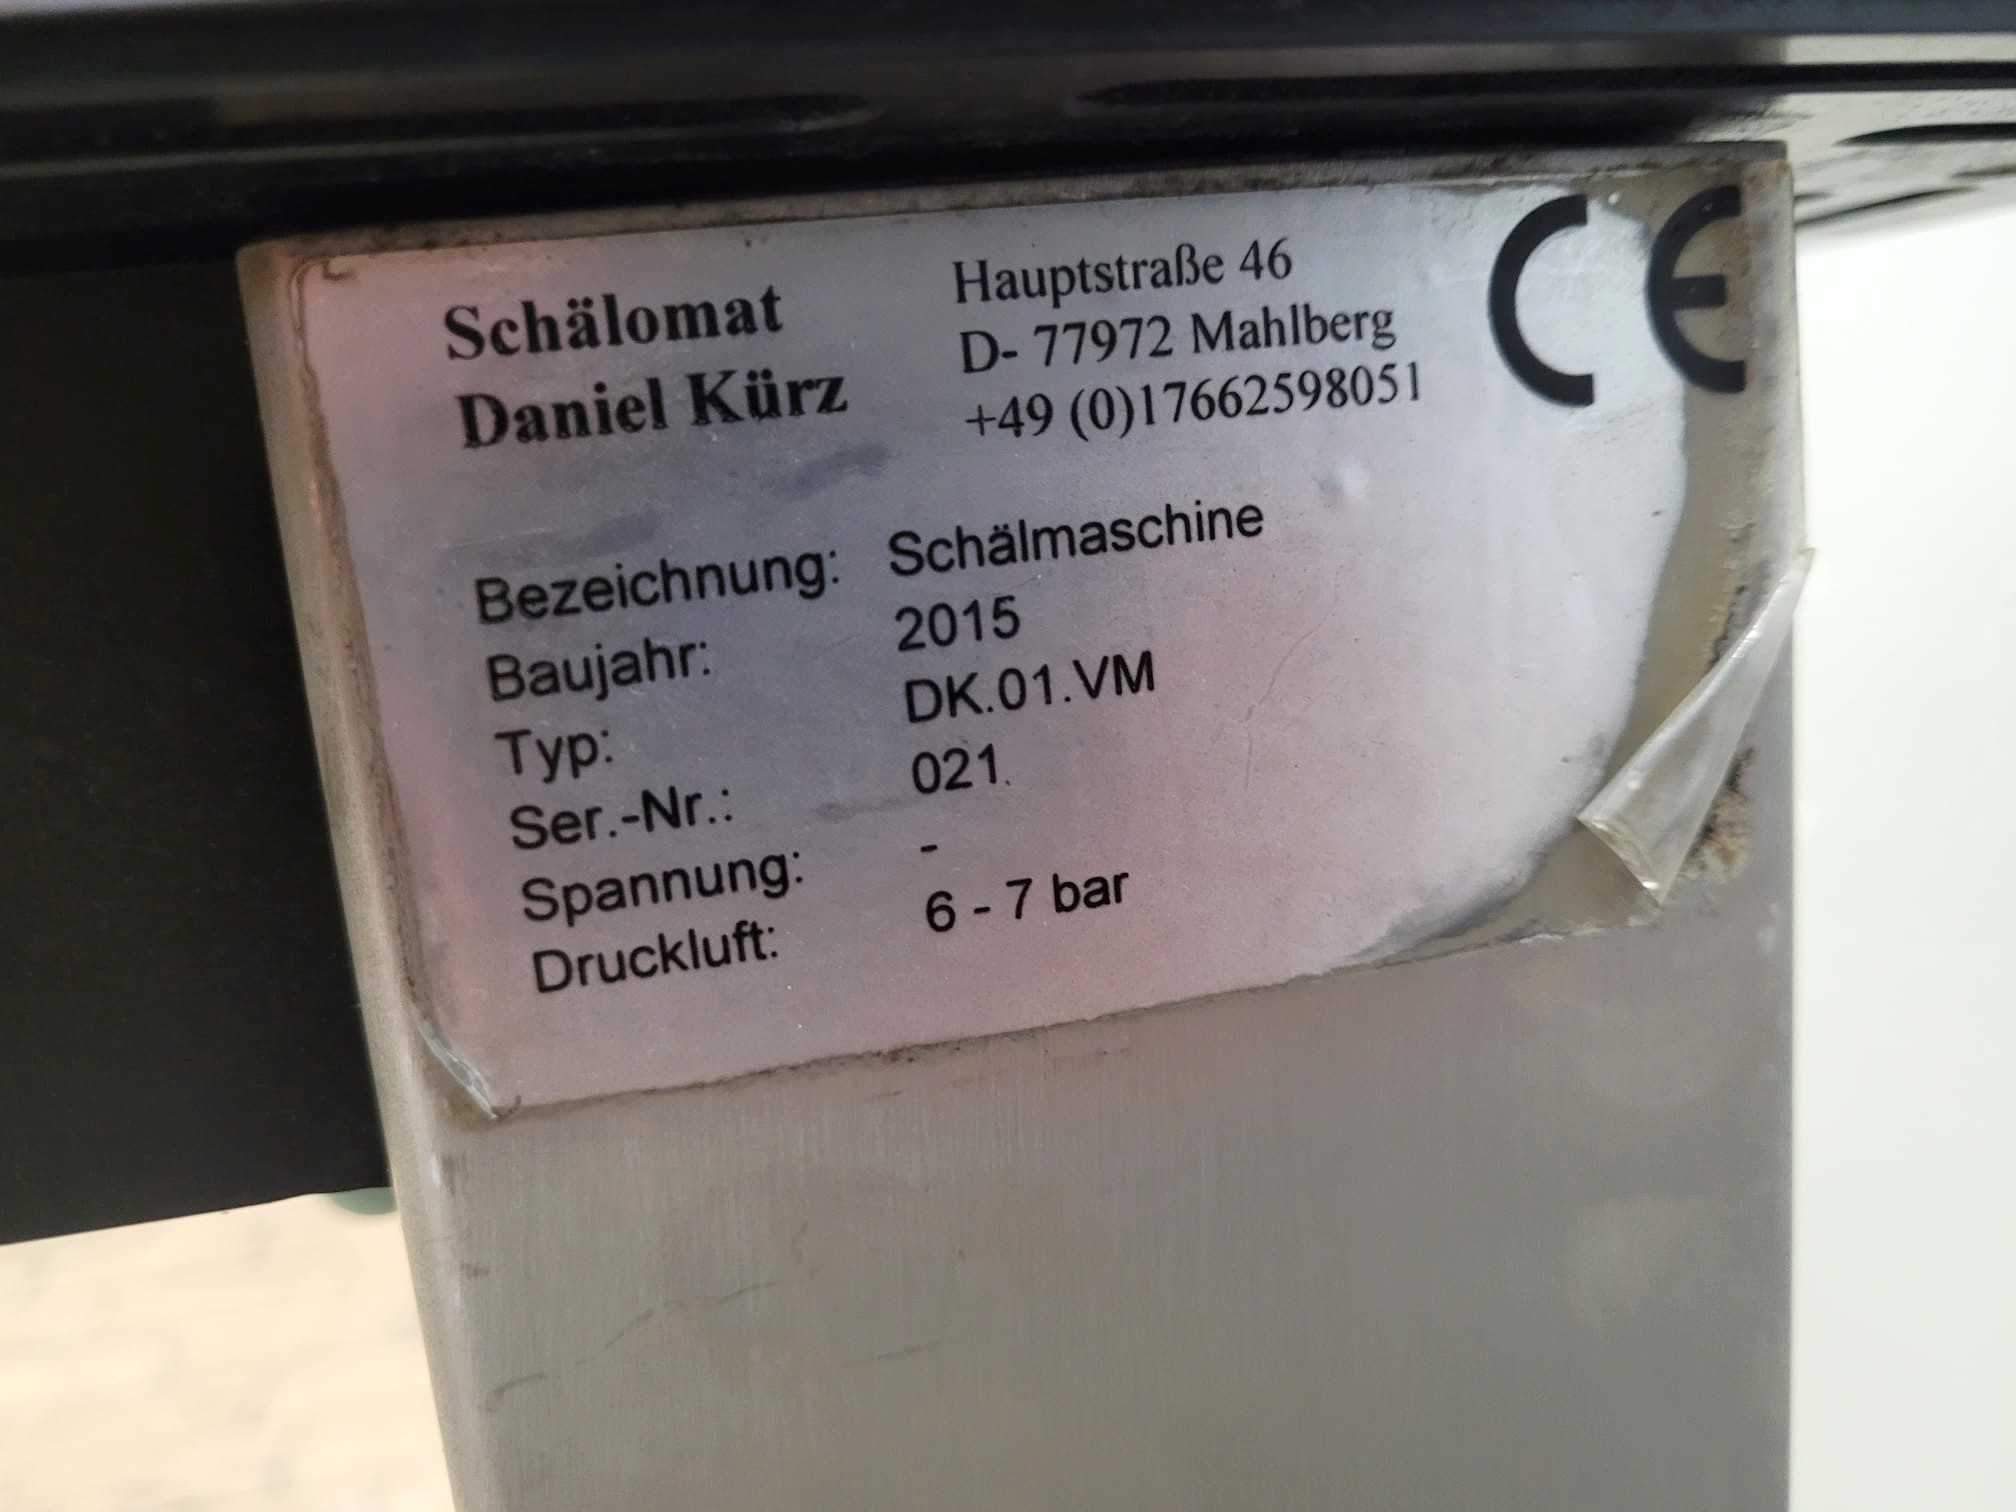 Schälomat
Daniel Kürz
Hauptstraße 46
D- 77972 Mahlberg
+49 (0)17662598051
CE
Bezeichnung: Schälmaschine
Baujahr: 2015
Typ: DK.01.VM
Ser.-Nr.: 021.
Spannung: -
Druckluft: 6 - 7 bar